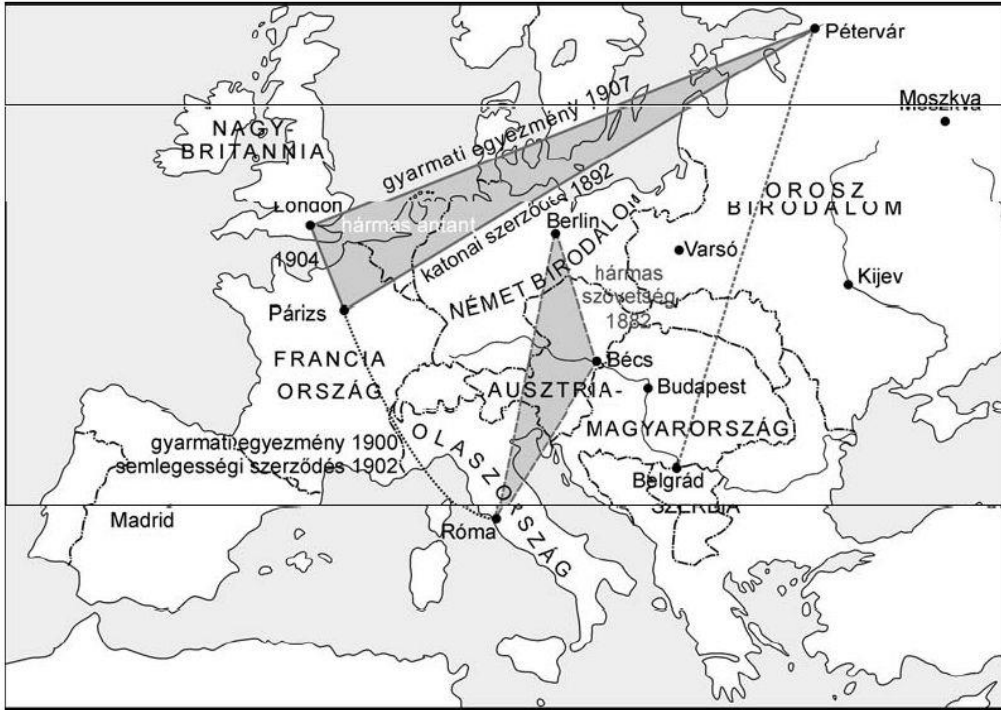 Pétervár
Moszkva
gyarmati egyezmény 1907
NAGY-
BRITANNIA
OROSZ
BIRODALOM
London
hármas antant
katonai szerződés 1892
Berlin
Varsó
1904
NÉMET BIRODALOM
hármas
szövetség
1882
Kijev
Párizs
FRANCIA
ORSZÁG
Bécs
AUSZTRIA-
Budapest
MAGYARORSZÁG
OLASZORSZÁG
gyarmati egyezmény 1900
semlegességi szerződés 1902
Belgrád
SZERBIA
Madrid
Róma